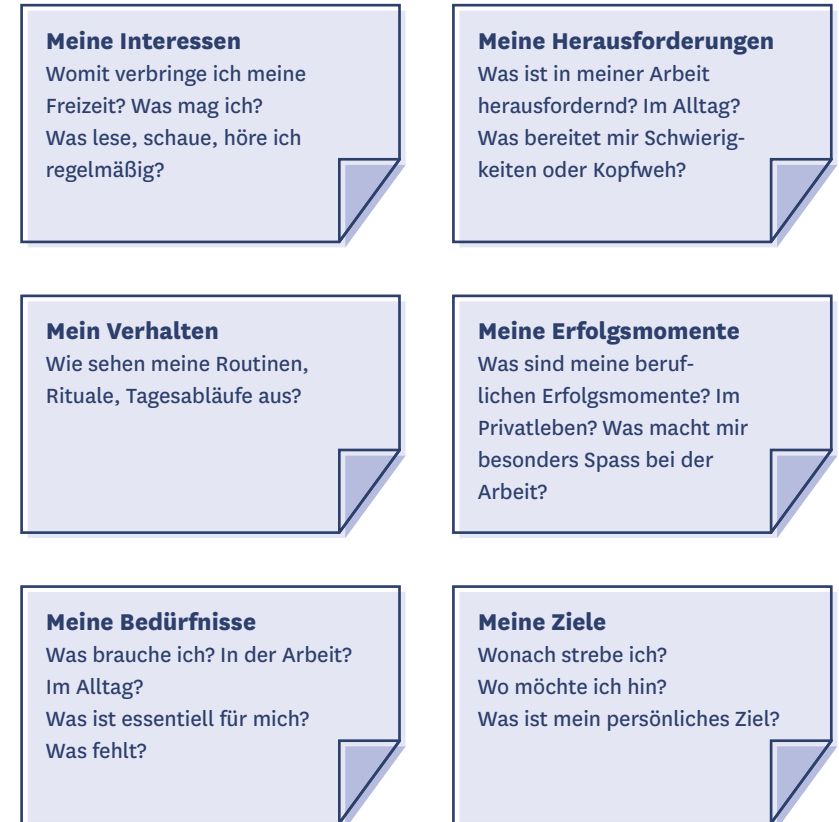 Meine Interessen
Womit verbringe ich meine
Freizeit? Was mag ich?
Was lese, schaue, höre ich
regelmäßig?
Meine Herausforderungen
Was ist in meiner Arbeit
herausfordernd? Im Alltag?
Was bereitet mir Schwierig-
keiten oder Kopfweh?
Mein Verhalten
Wie sehen meine Routinen,
Rituale, Tagesabläufe aus?
Meine Erfolgsmomente
Was sind meine beruf-
lichen Erfolgsmomente? Im
Privatleben? Was macht mir
besonders Spass bei der
Arbeit?
Meine Bedürfnisse
Was brauche ich? In der Arbeit?
Im Alltag?
Was ist essentiell für mich?
Was fehlt?
Meine Ziele
Wonach strebe ich?
Wo möchte ich hin?
Was ist mein persönliches Ziel?